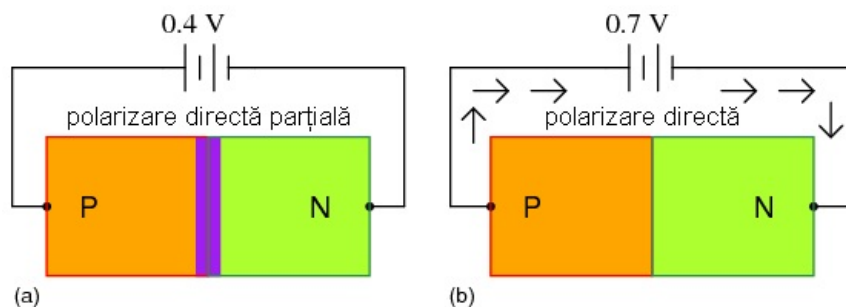 0.4 V
polarizare directă parțială
P
N
(a)
0.7 V
polarizare directă
P
N
(b)